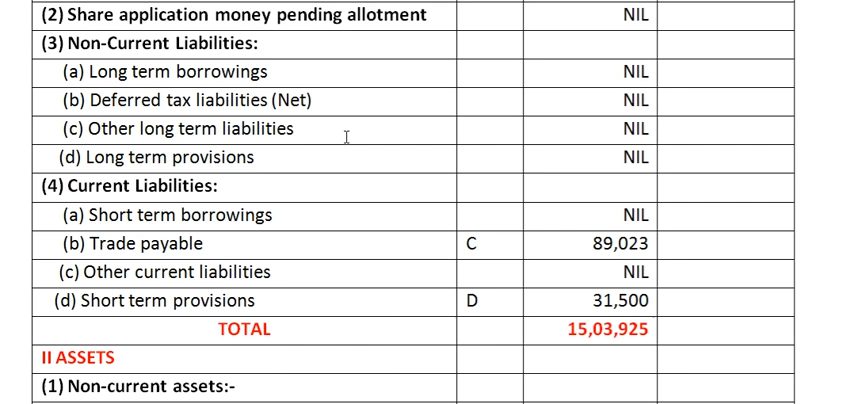 (2) Share application money pending allotment NIL
(3) Non-Current Liabilities:
(a) Long term borrowings NIL
(b) Deferred tax liabilities (Net) NIL
(c) Other long term liabilities NIL
(d) Long term provisions NIL
(4) Current Liabilities:
(a) Short term borrowings NIL
(b) Trade payable C 89,023
(c) Other current liabilities NIL
(d) Short term provisions D 31,500
TOTAL 15,03,925
II ASSETS
(1) Non-current assets:-